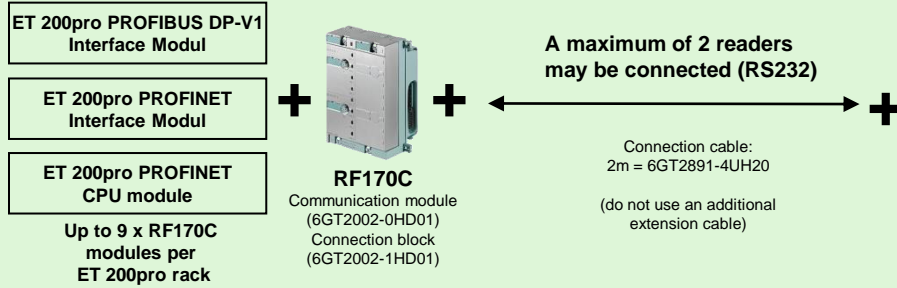 ET 200pro PROFIBUS DP-V1
Interface Modul
ET 200pro PROFINET
Interface Modul
ET 200pro PROFINET
CPU module
Up to 9 x RF170C
modules per
ET 200pro rack
+
RF170C
Communication module
(6GT2002-0HD01)
Connection block
(6GT2002-1HD01)
+
A maximum of 2 readers
may be connected (RS232)
Connection cable:
2m = 6GT2891-4UH20
(do not use an additional
extension cable)
+